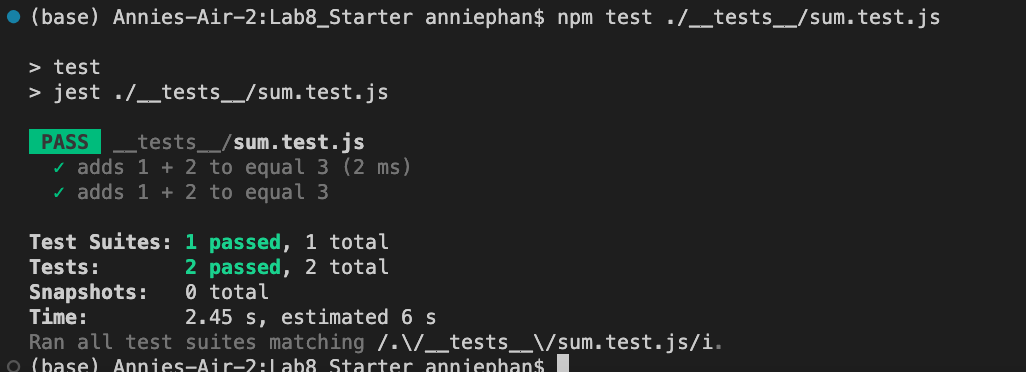 (base) Annies-Air-2:Lab8_Starter anniephan$ npm test ./__tests__/sum.test.js
> test
> jest ./__tests__/sum.test.js
PASS __tests__/sum.test.js
✓ adds 1 + 2 to equal 3 (2 ms)
✓ adds 1 + 2 to equal 3
Test Suites: 1 passed, 1 total
Tests: 2 passed, 2 total
Snapshots: 0 total
Time: 2.45 s, estimated 6 s
Ran all test suites matching /.\/__tests__\/sum.test.js/i.
(base) Annies-Air-2:Lab8_Starter anniephan$